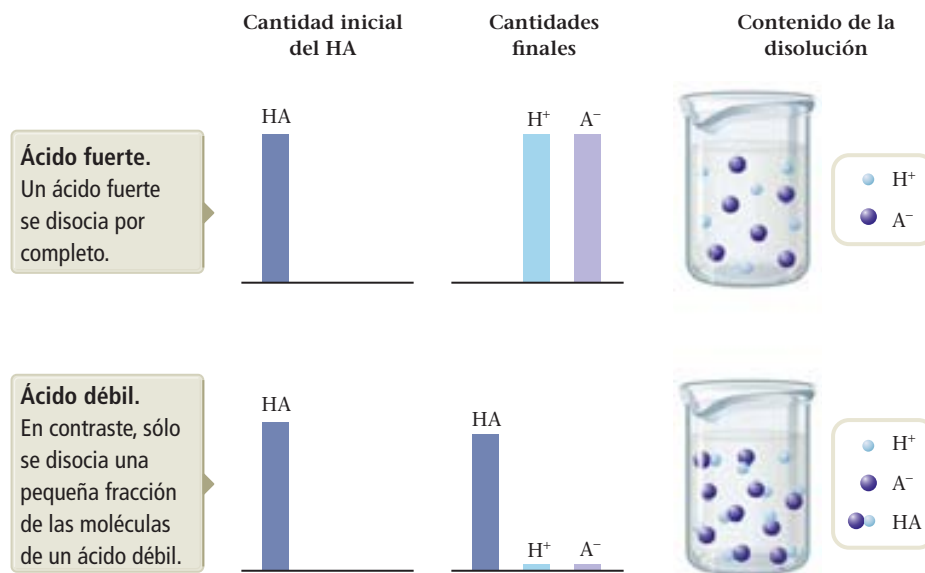 Cantidad inicial
del HA
Cantidades
finales
Contenido de la
disolución
Ácido fuerte.
Un ácido fuerte
se disocia por
completo.
HA
H⁺
A⁻
H⁺
A⁻
Ácido débil.
En contraste, sólo
se disocia una
pequeña fracción
de las moléculas
de un ácido débil.
HA
HA
H⁺
A⁻
H⁺
A⁻
HA